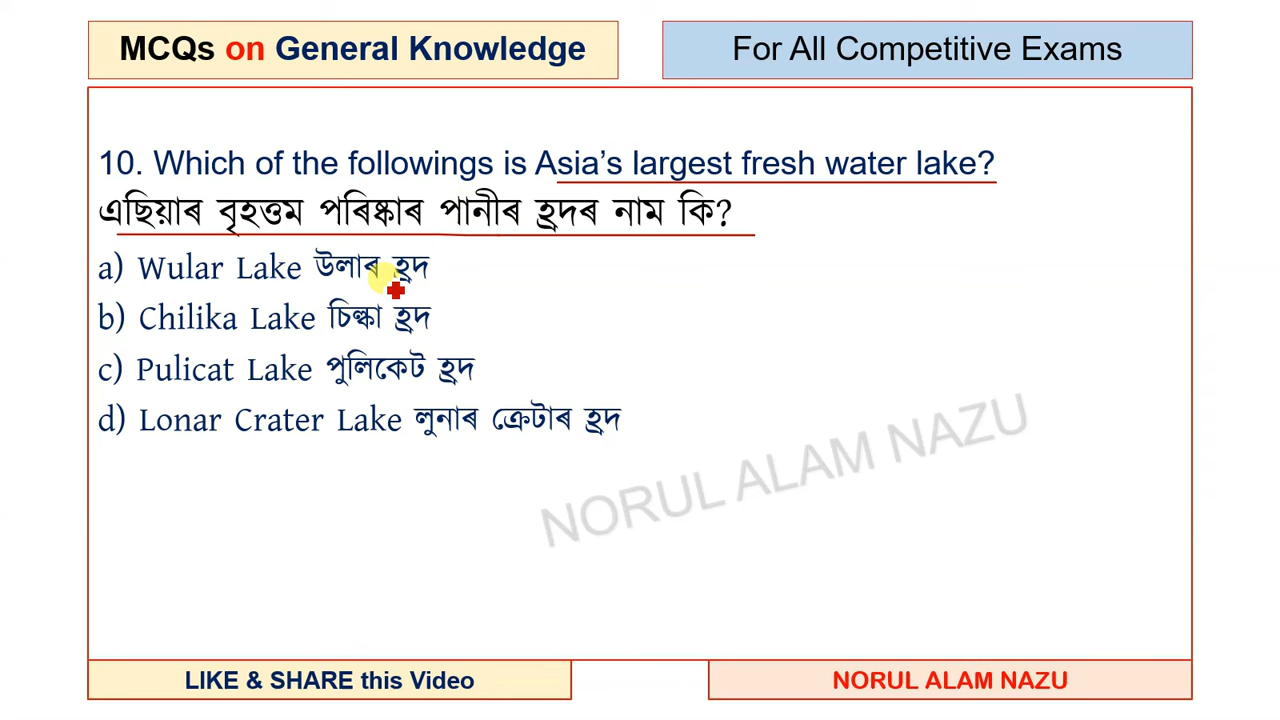 MCQs on General Knowledge
For All Competitive Exams
10. Which of the followings is Asia's largest fresh water lake?
এছিয়াৰ বৃহত্তম পৰিষ্কাৰ পানীৰ হ্ৰদৰ নাম কি?
a) Wular Lake উলাৰ হ্ৰদ
b) Chilika Lake চিল্কা হ্ৰদ
c) Pulicat Lake পুলিকেট হ্ৰদ
d) Lonar Crater Lake লুনাৰ ক্ৰেটাৰ হ্ৰদ
NORUL ALAM NAZU
LIKE & SHARE this Video
NORUL ALAM NAZU